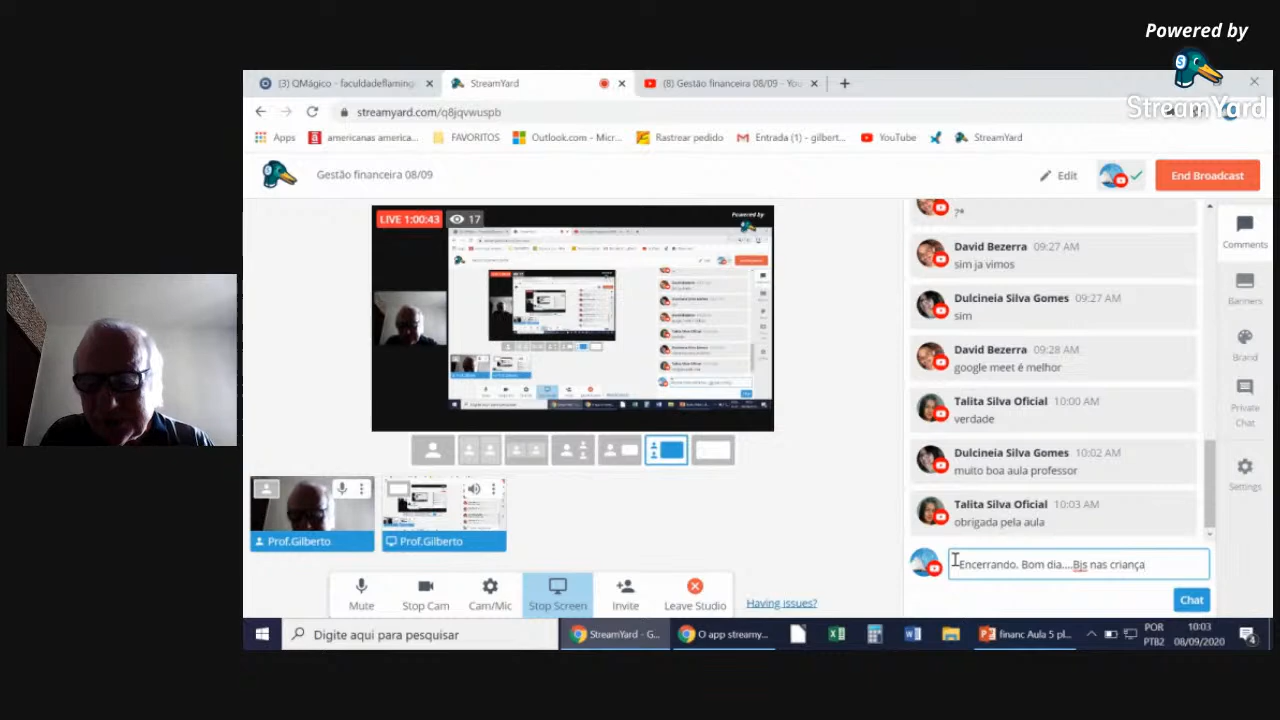 Powered by
StreamYard
(3) QMágico - faculdadeflaming
StreamYard
(8) Gestão financeira 08/09 - You
streamyard.com/q8jqvwuspb
Apps
americanas america...
FAVORITOS
Outlook.com - Micr...
Rastrear pedido
Entrada (1) - gilbert...
YouTube
StreamYard
Gestão financeira 08/09
Edit
End Broadcast
LIVE 1:00:43
17
Powered by
?*
David Bezerra 09:27 AM
sim ja vimos
Dulcineia Silva Gomes 09:27 AM
sim
David Bezerra 09:28 AM
google meet é melhor
Talita Silva Oficial 10:00 AM
verdade
Dulcineia Silva Gomes 10:02 AM
muito boa aula professor
Talita Silva Oficial 10:03 AM
obrigada pela aula
Encerrando. Bom dia....Bjs nas criança
Chat
Comments
Banners
Brand
Private
Chat
Settings
Prof.Gilberto
Prof.Gilberto
Mute
Stop Cam
Cam/Mic
Stop Screen
Invite
Leave Studio
Having issues?
Digite aqui para pesquisar
StreamYard - G...
O app streamy...
financ Aula 5 pl...
POR
PTB2
10:03
08/09/2020
4